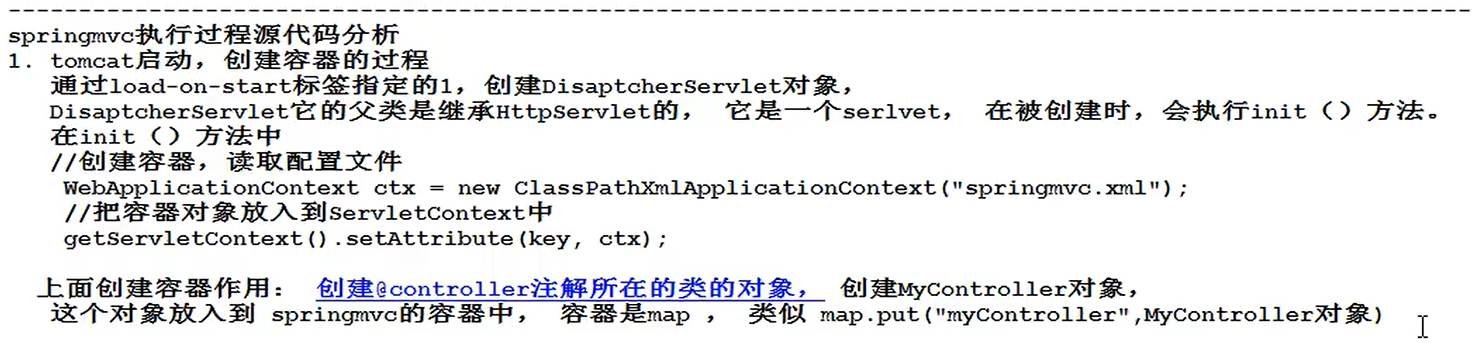 ---------------------------------------------------------------------------------------------------------
springmvc执行过程源代码分析
1. tomcat启动，创建容器的过程
通过load-on-start标签指定的1，创建DisaptcherServlet对象，
DisaptcherServlet它的父类是继承HttpServlet的， 它是一个serlvet， 在被创建时，会执行init（）方法。
在init（）方法中
//创建容器，读取配置文件
WebApplicationContext ctx = new ClassPathXmlApplicationContext("springmvc.xml");
//把容器对象放入到ServletContext中
getServletContext().setAttribute(key, ctx);
上面创建容器作用： 创建@controller注解所在的类的对象， 创建MyController对象，
这个对象放入到 springmvc的容器中， 容器是map ， 类似 map.put("myController",MyController对象)